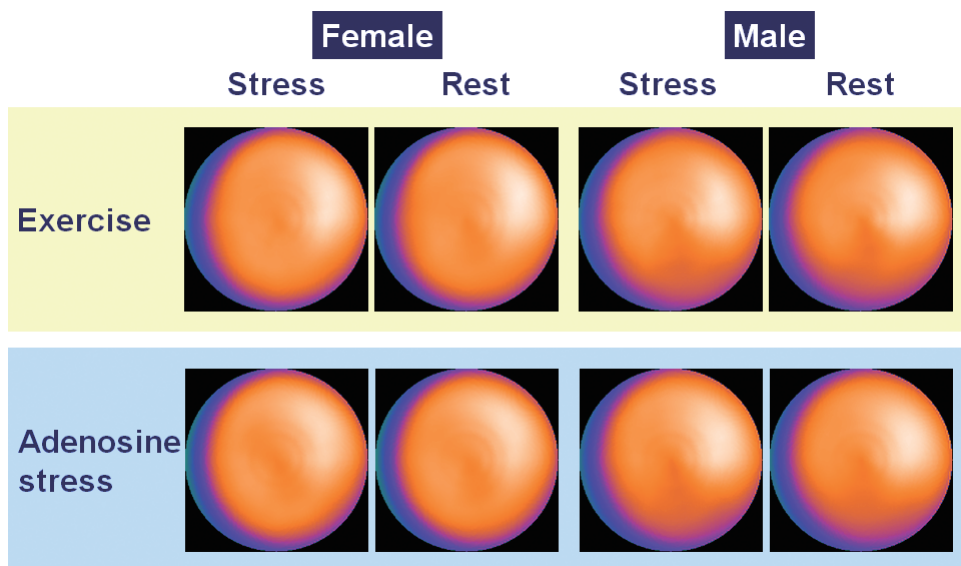 Female Male
Stress Rest Stress Rest
Exercise
Adenosine
stress